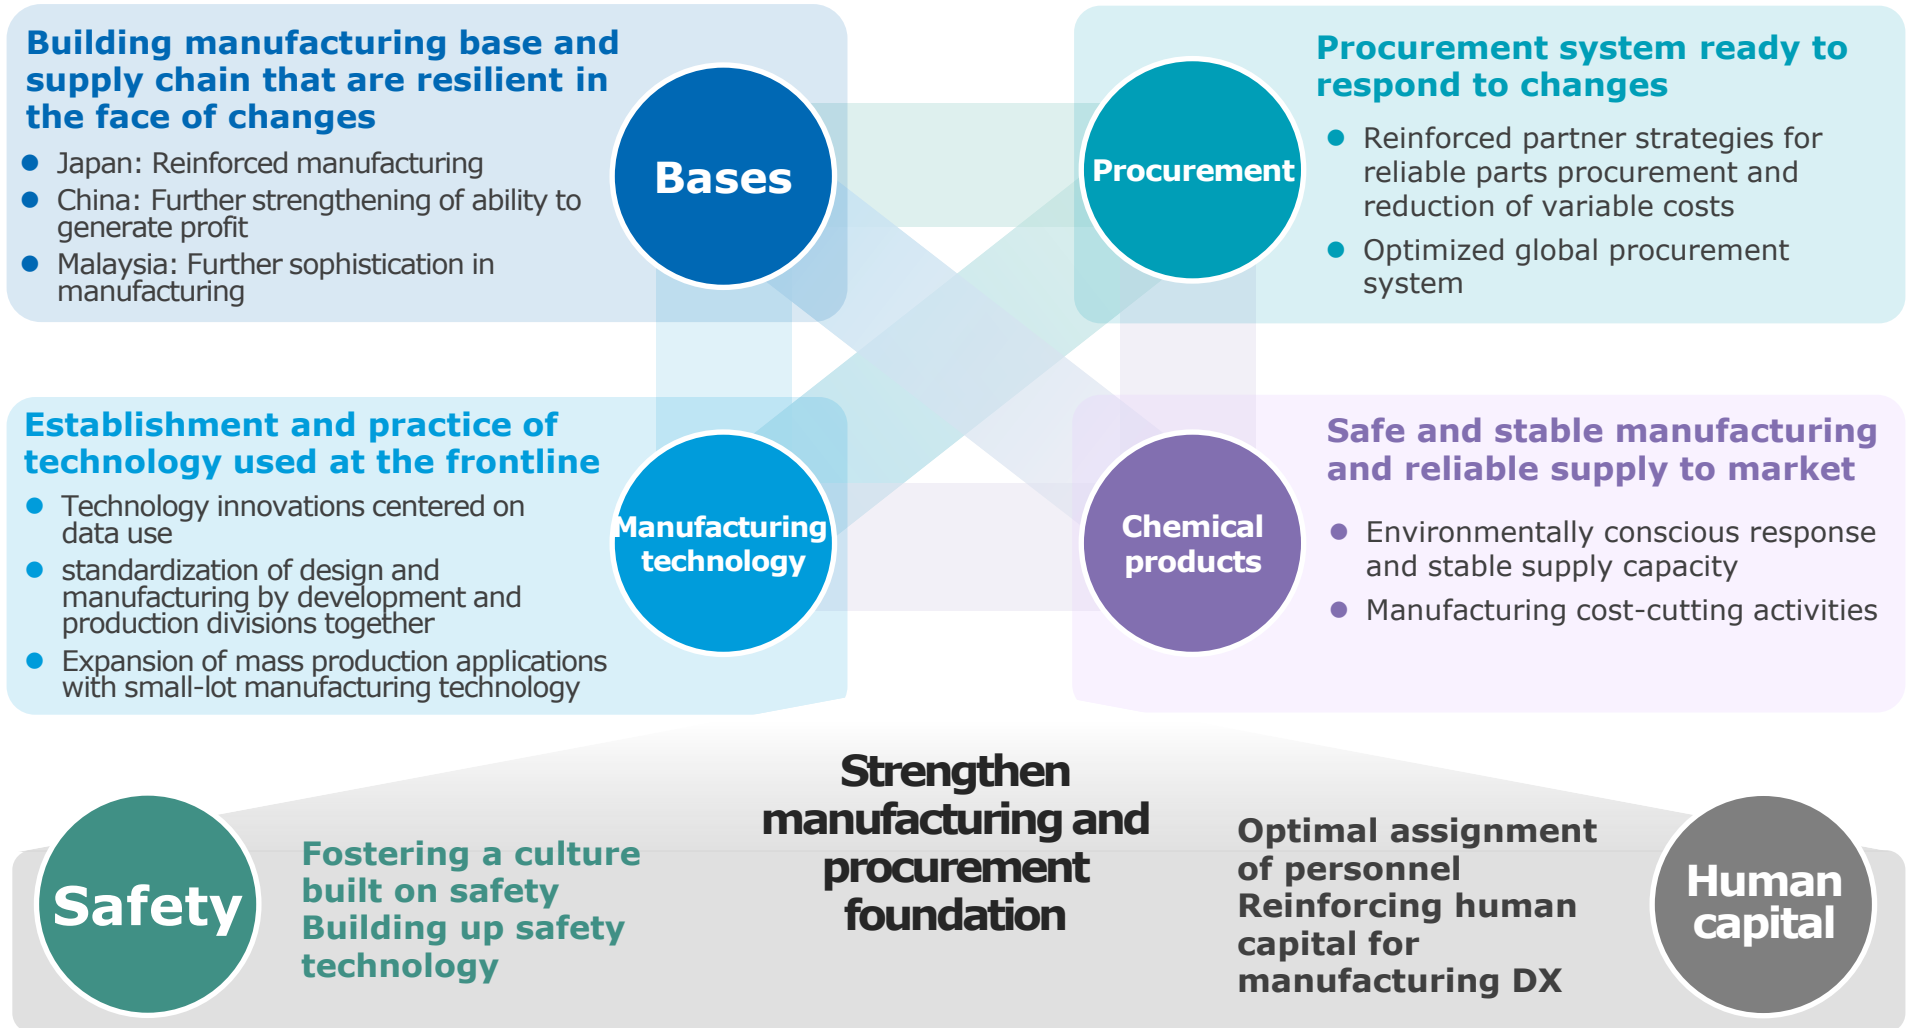 Building manufacturing base and
supply chain that are resilient in
the face of changes
Japan: Reinforced manufacturing
China: Further strengthening of ability to
generate profit
Malaysia: Further sophistication in
manufacturing
Bases
Procurement
Procurement system ready to
respond to changes
Reinforced partner strategies for
reliable parts procurement and
reduction of variable costs
Optimized global procurement
system
Establishment and practice of
technology used at the frontline
Technology innovations centered on
data use
standardization of design and
manufacturing by development and
production divisions together
Expansion of mass production applications
with small-lot manufacturing technology
Manufacturing
technology
Chemical
products
Safe and stable manufacturing
and reliable supply to market
Environmentally conscious response
and stable supply capacity
Manufacturing cost-cutting activities
Safety
Fostering a culture
built on safety
Building up safety
technology
Strengthen
manufacturing and
procurement
foundation
Optimal assignment
of personnel
Reinforcing human
capital for
manufacturing DX
Human
capital